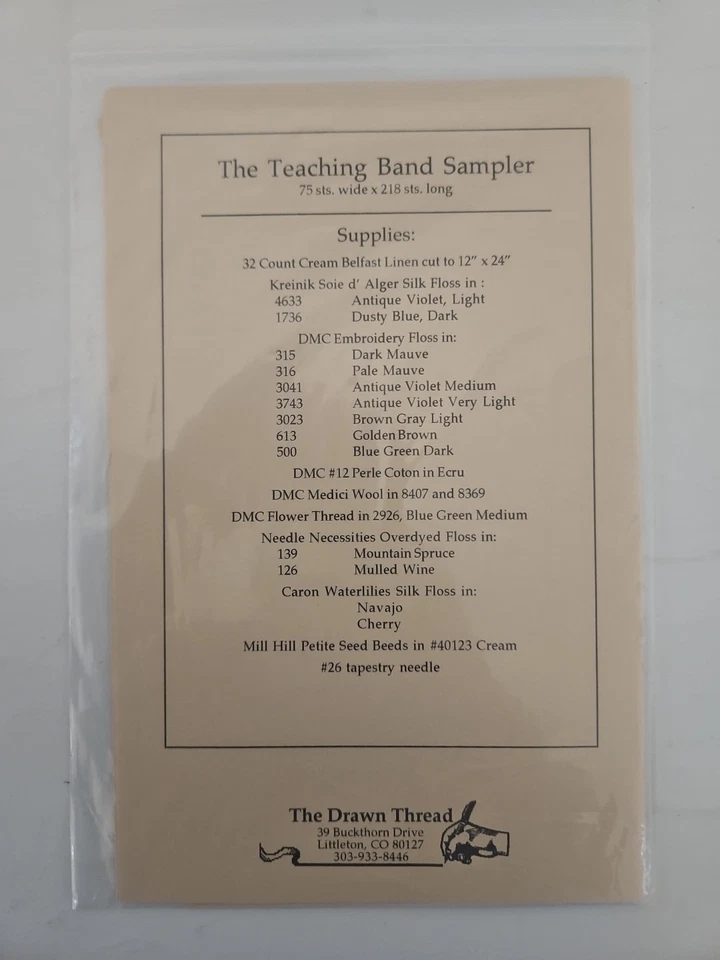 The Teaching Band Sampler
75 sts. wide x 218 sts. long
Supplies:
32 Count Cream Belfast Linen cut to 12" x 24"
Kreinik Soie d' Alger Silk Floss in :
4633 Antique Violet, Light
1736 Dusty Blue, Dark
DMC Embroidery Floss in:
315 Dark Mauve
316 Pale Mauve
3041 Antique Violet Medium
3743 Antique Violet Very Light
3023 Brown Gray Light
613 Golden Brown
500 Blue Green Dark
DMC #12 Perle Coton in Ecru
DMC Medici Wool in 8407 and 8369
DMC Flower Thread in 2926, Blue Green Medium
Needle Necessities Overdyed Floss in:
139 Mountain Spruce
126 Mulled Wine
Caron Waterlilies Silk Floss in:
Navajo
Cherry
Mill Hill Petite Seed Beeds in #40123 Cream
#26 tapestry needle
The Drawn Thread
39 Buckthorn Drive
Littleton, CO 80127
303-933-8446